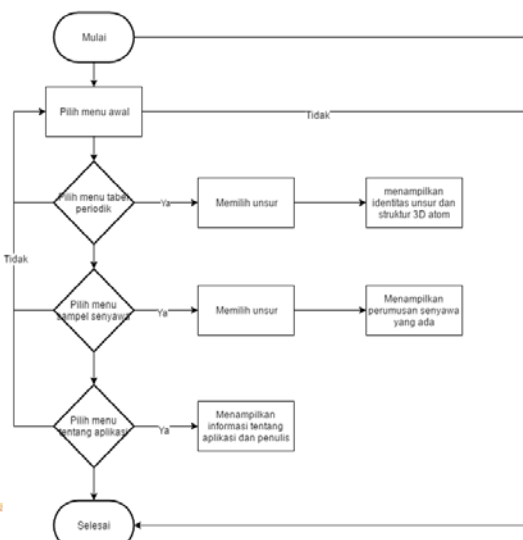 Mulai
Pilih menu awal
Tidak
Pilih menu tabel
periodik
Ya
Memilih unsur
menampilkan
identitas unsur dan
struktur 3D atom
Tidak
Pilih menu
sampel senyawa
Ya
Memilih unsur
Menampilkan
perumusan senyawa
yang ada
Pilih menu
tentang aplikasi
Ya
Menampilkan
informasi tentang
aplikasi dan penulis
Selesai